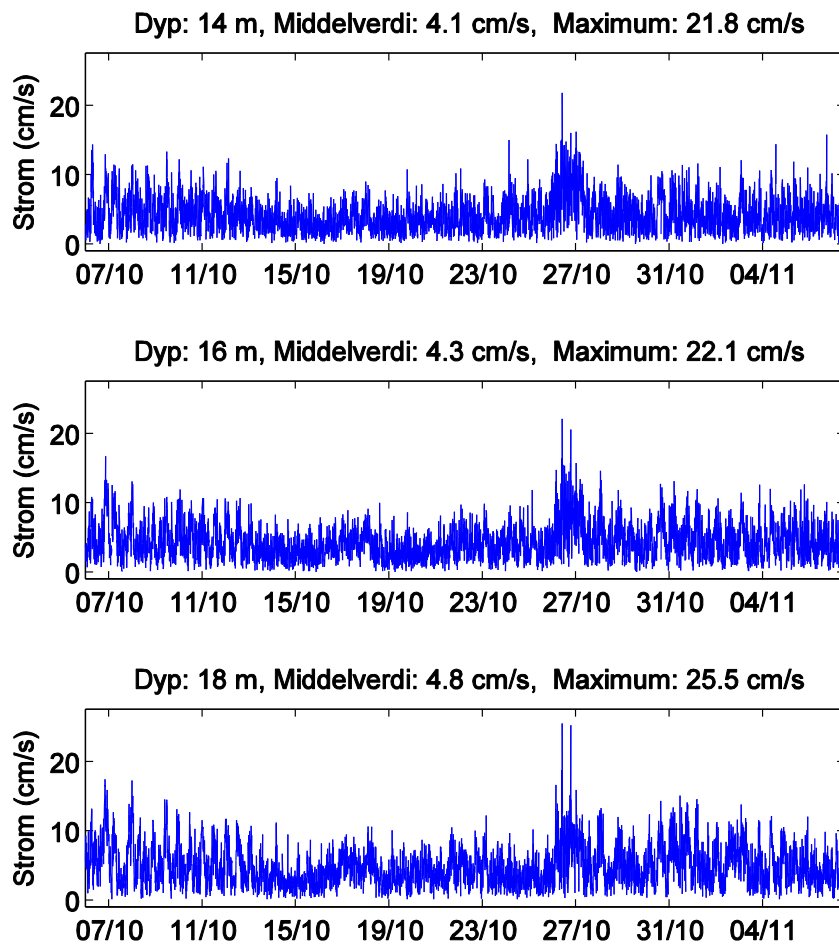 Dyp: 14 m, Middelverdi: 4.1 cm/s, Maximum: 21.8 cm/s
Strom (cm/s)
20
10
0
07/10 11/10 15/10 19/10 23/10 27/10 31/10 04/11
Dyp: 16 m, Middelverdi: 4.3 cm/s, Maximum: 22.1 cm/s
Strom (cm/s)
20
10
0
07/10 11/10 15/10 19/10 23/10 27/10 31/10 04/11
Dyp: 18 m, Middelverdi: 4.8 cm/s, Maximum: 25.5 cm/s
Strom (cm/s)
20
10
0
07/10 11/10 15/10 19/10 23/10 27/10 31/10 04/11